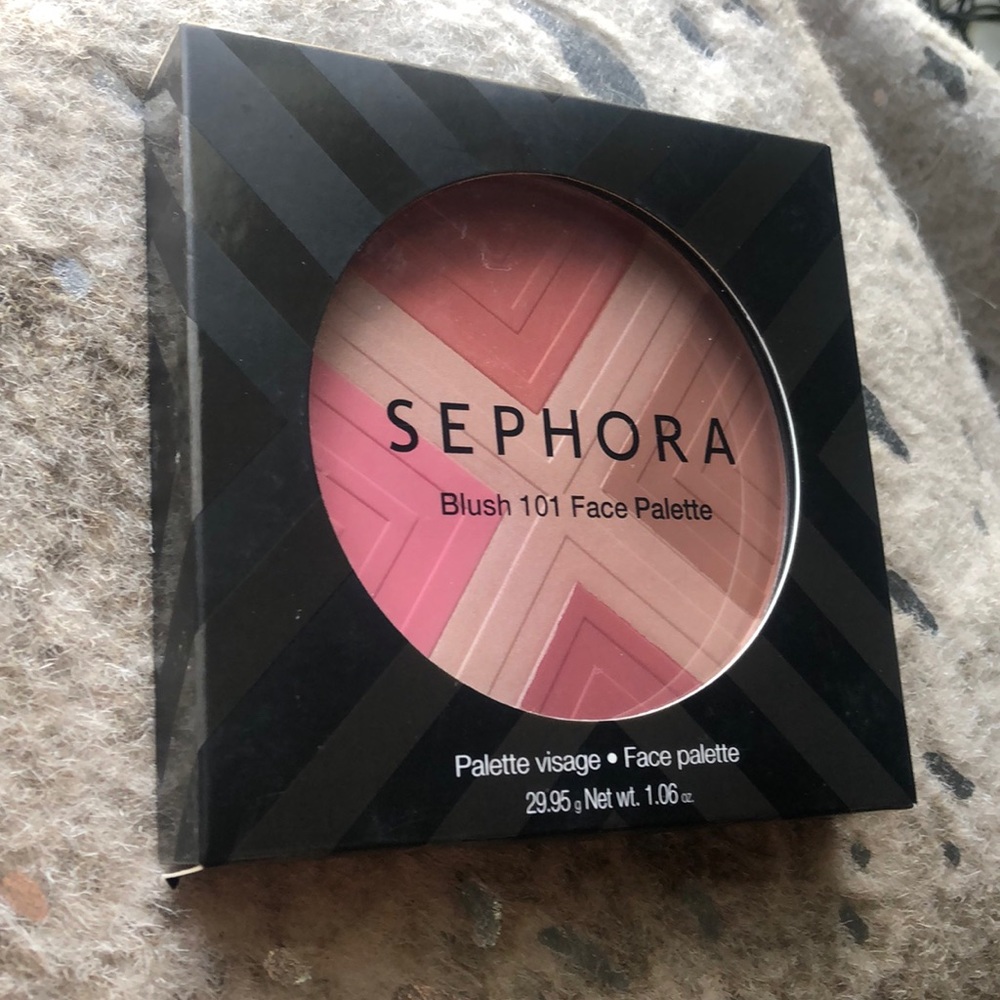 SEPHORA
Blush 101 Face Palette
Palette visage • Face palette
29.95 g Net wt. 1.06 oz.